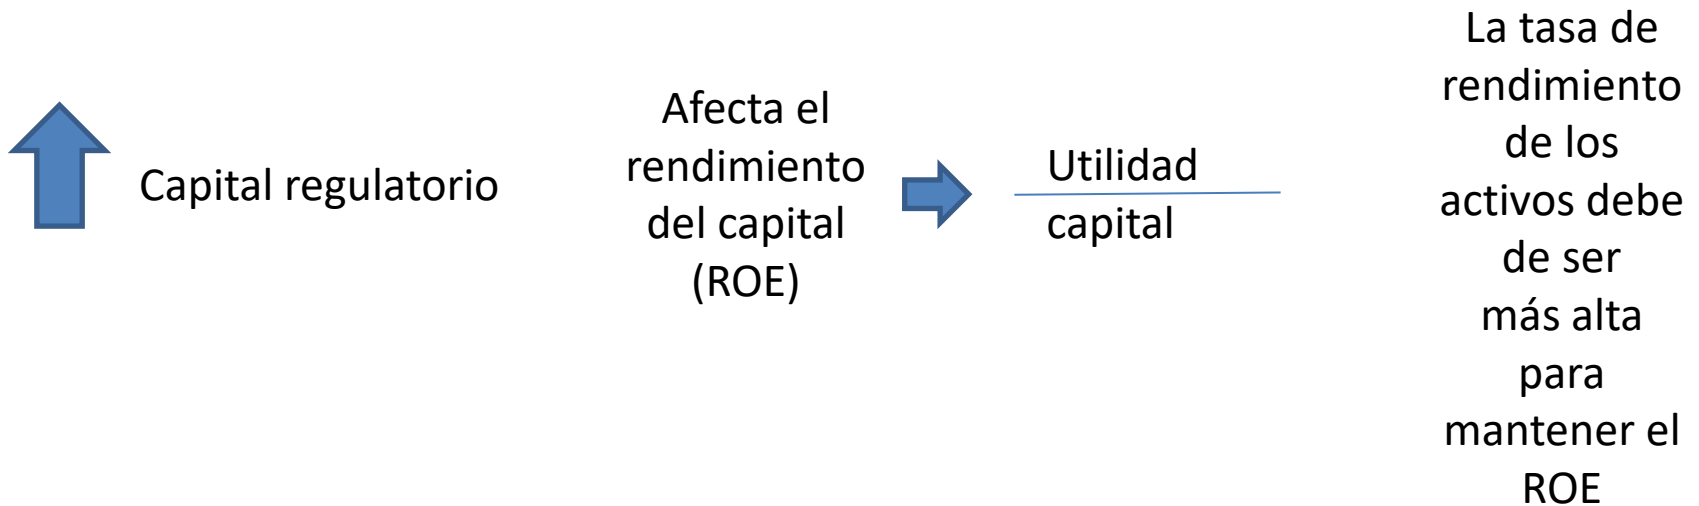 Capital regulatorio
Afecta el
rendimiento
del capital
(ROE)
Utilidad
capital
La tasa de
rendimiento
de los
activos debe
de ser
más alta
para
mantener el
ROE